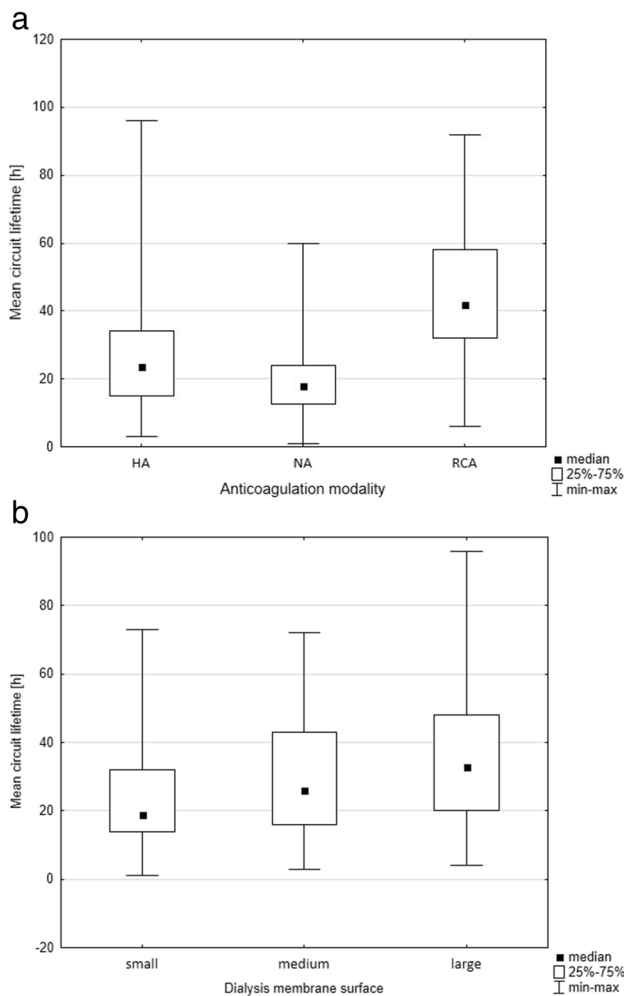 a
120
100
80
60
40
20
0
Mean circuit lifetime [h]
HA NA RCA
Anticoagulation modality
median
25%-75%
min-max
b
100
80
60
40
20
0
-20
Mean circuit lifetime [h]
small medium large
Dialysis membrane surface
median
25%-75%
min-max